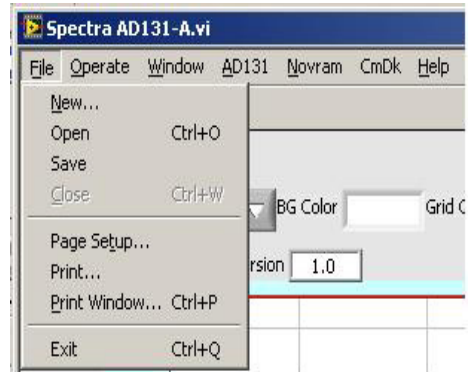 Spectra AD131-A.vi
File Operate Window AD131 Novram CmDk Help
New...
Open Ctrl+O
Save
Close Ctrl+W
BG Color Grid
Page Setup...
rsion 1.0
Print...
Print Window... Ctrl+P
Exit Ctrl+Q